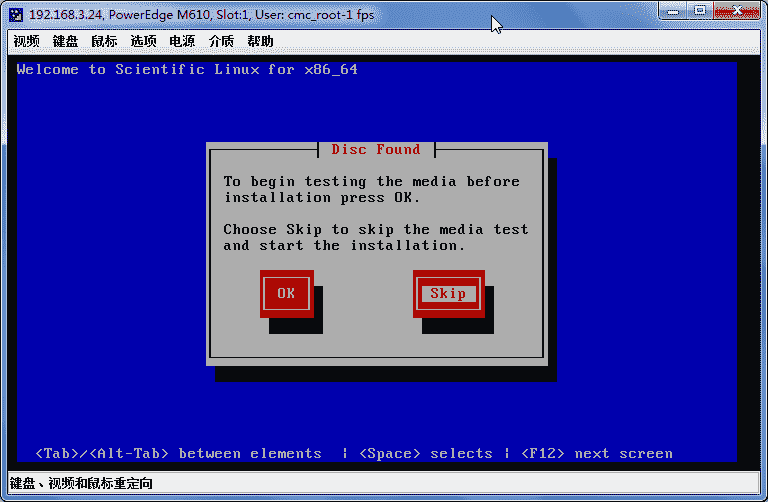 192.168.3.24, PowerEdge M610, Slot:1, User: cmc_root-1 fps
视频 键盘 鼠标 选项 电源 介质 帮助
Welcome to Scientific Linux for x86_64
Disc Found
To begin testing the media before
installation press OK.
Choose Skip to skip the media test
and start the installation.
OK Skip
<Tab>/<Alt-Tab> between elements | <Space> selects | <F12> next screen
键盘、视频和鼠标重定向